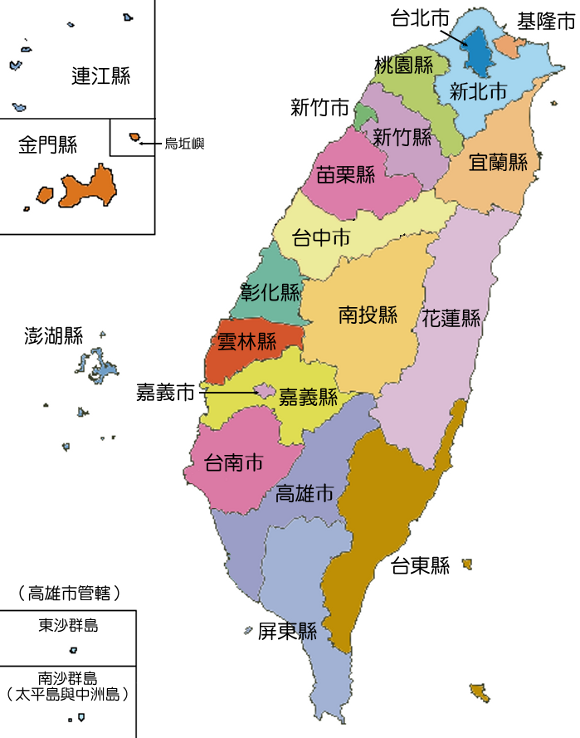 台北市
基隆市
連江縣
桃園縣
新北市
新竹市
金門縣
烏坵嶼
新竹縣
宜蘭縣
苗栗縣
台中市
彰化縣
南投縣
花蓮縣
澎湖縣
雲林縣
嘉義市
嘉義縣
台南市
高雄市
台東縣
（高雄市管轄）
東沙群島
屏東縣
南沙群島
（太平島與中洲島）